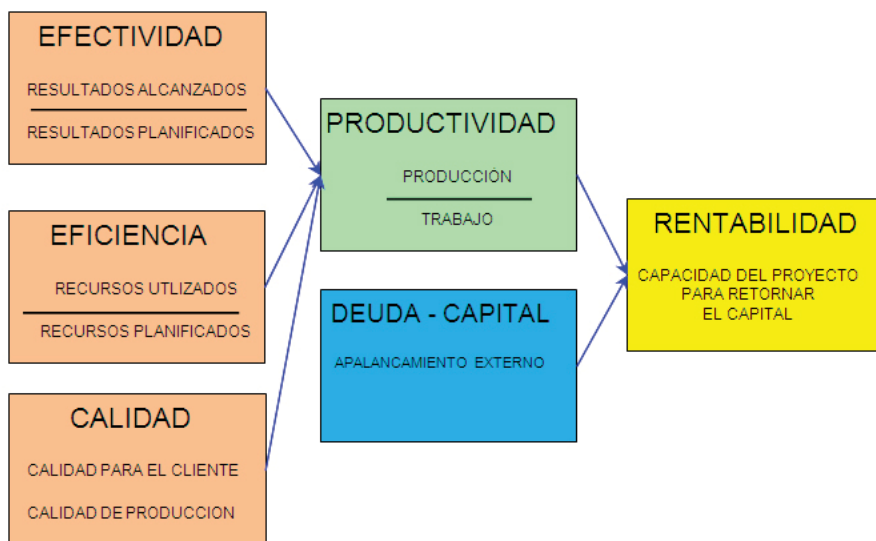 EFECTIVIDAD
RESULTADOS ALCANZADOS
RESULTADOS PLANIFICADOS
EFICIENCIA
RECURSOS UTLIZADOS
RECURSOS PLANIFICADOS
CALIDAD
CALIDAD PARA EL CLIENTE
CALIDAD DE PRODUCCION
PRODUCTIVIDAD
PRODUCCIÓN
TRABAJO
DEUDA - CAPITAL
APALANCAMIENTO EXTERNO
RENTABILIDAD
CAPACIDAD DEL PROYECTO
PARA RETORNAR
EL CAPITAL